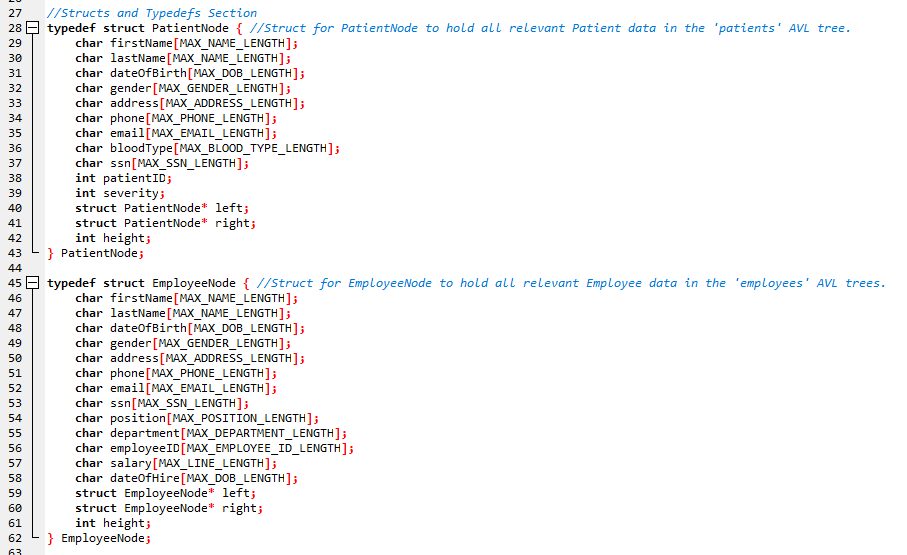 27 //Structs and Typedefs Section
28 typedef struct PatientNode { //Struct for PatientNode to hold all relevant Patient data in the 'patients' AVL tree.
29 char firstName[MAX_NAME_LENGTH];
30 char lastName[MAX_NAME_LENGTH];
31 char dateOfBirth[MAX_DOB_LENGTH];
32 char gender[MAX_GENDER_LENGTH];
33 char address[MAX_ADDRESS_LENGTH];
34 char phone[MAX_PHONE_LENGTH];
35 char email[MAX_EMAIL_LENGTH];
36 char bloodType[MAX_BLOOD_TYPE_LENGTH];
37 char ssn[MAX_SSN_LENGTH];
38 int patientID;
39 int severity;
40 struct PatientNode* left;
41 struct PatientNode* right;
42 int height;
43 } PatientNode;
44
45 typedef struct EmployeeNode { //Struct for EmployeeNode to hold all relevant Employee data in the 'employees' AVL trees.
46 char firstName[MAX_NAME_LENGTH];
47 char lastName[MAX_NAME_LENGTH];
48 char dateOfBirth[MAX_DOB_LENGTH];
49 char gender[MAX_GENDER_LENGTH];
50 char address[MAX_ADDRESS_LENGTH];
51 char phone[MAX_PHONE_LENGTH];
52 char email[MAX_EMAIL_LENGTH];
53 char ssn[MAX_SSN_LENGTH];
54 char position[MAX_POSITION_LENGTH];
55 char department[MAX_DEPARTMENT_LENGTH];
56 char employeeID[MAX_EMPLOYEE_ID_LENGTH];
57 char salary[MAX_LINE_LENGTH];
58 char dateOfHire[MAX_DOB_LENGTH];
59 struct EmployeeNode* left;
60 struct EmployeeNode* right;
61 int height;
62 } EmployeeNode;
63